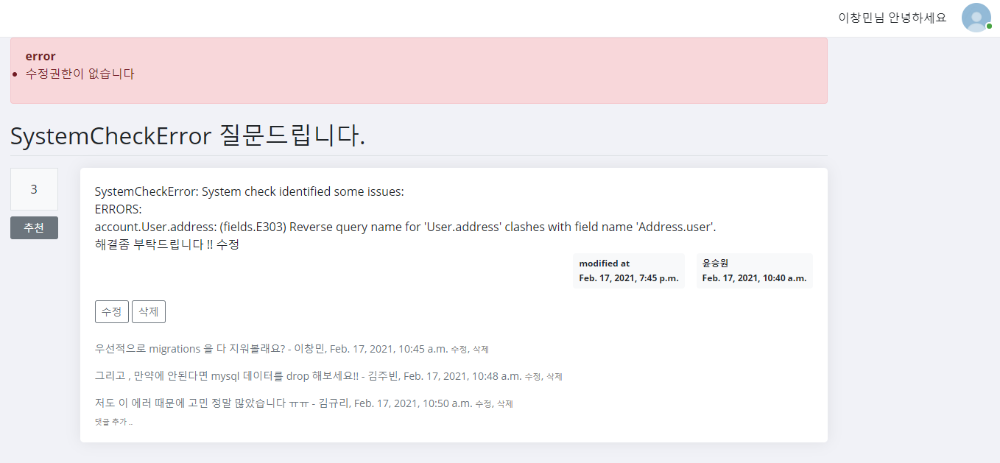 이창민님 안녕하세요
error
수정권한이 없습니다
SystemCheckError 질문드립니다.
3
추천
SystemCheckError: System check identified some issues:
ERRORS:
account.User.address: (fields.E303) Reverse query name for 'User.address' clashes with field name 'Address.user'.
해결좀 부탁드립니다 !! 수정
modified at
Feb. 17, 2021, 7:45 p.m.
윤승원
Feb. 17, 2021, 10:40 a.m.
수정 삭제
우선적으로 migrations 을 다 지워볼래요? - 이창민, Feb. 17, 2021, 10:45 a.m. 수정, 삭제
그리고 , 만약에 안된다면 mysql 데이터를 drop 해보세요!! - 김주빈, Feb. 17, 2021, 10:48 a.m. 수정, 삭제
저도 이 에러 때문에 고민 정말 많았습니다 ㅠㅠ - 김규리, Feb. 17, 2021, 10:50 a.m. 수정, 삭제
댓글 추가 ..